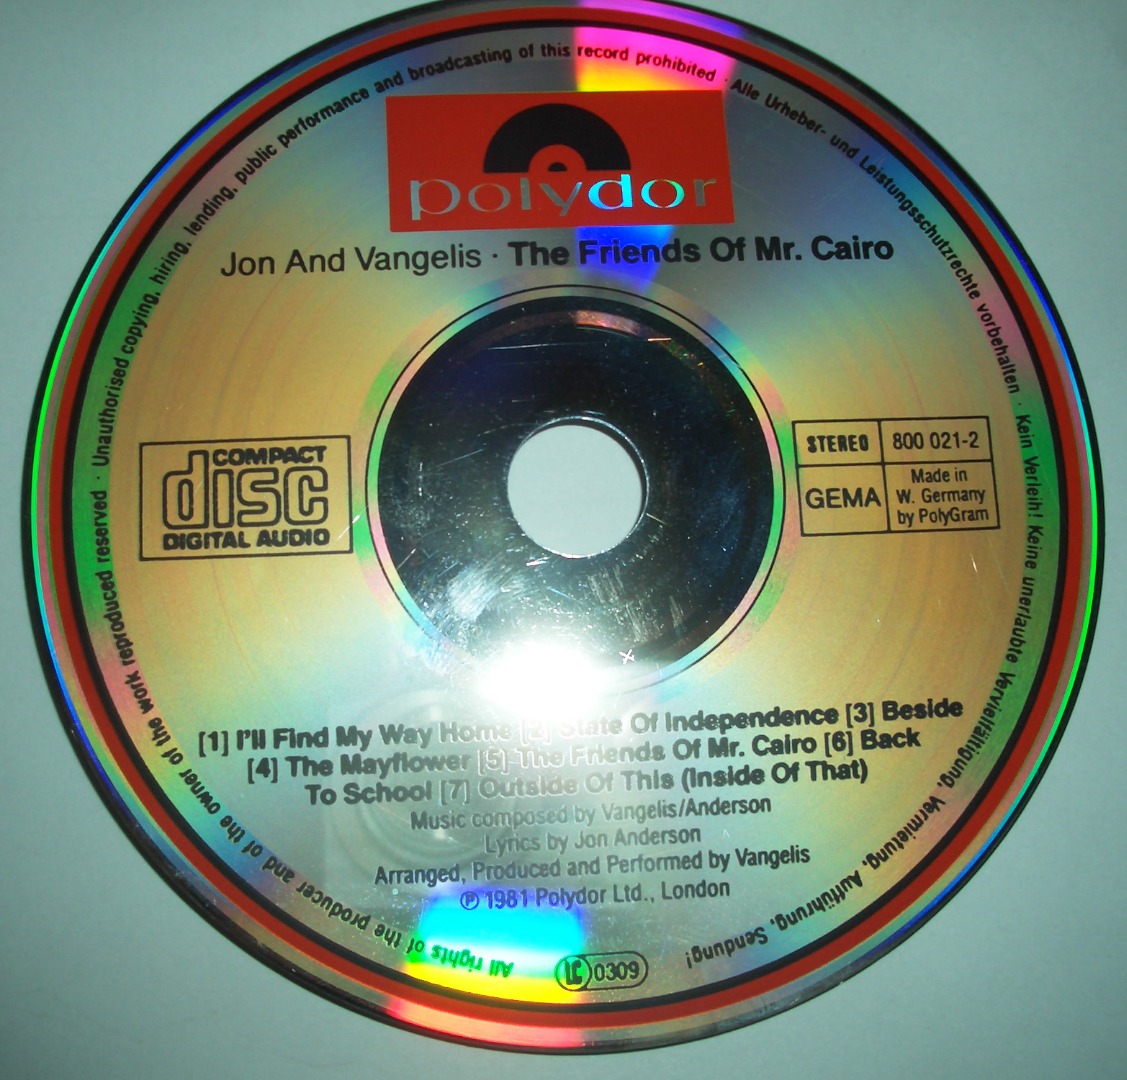 All rights of the producer and of the owner of the work reproduced reserved · Unauthorised copying, hiring, lending, public performance and broadcasting of this record prohibited · Alle Urheber- und Leistungsschutzrechte vorbehalten · Kein Verleih! Keine unerlaubte Vervielfältigung, Vermietung, Aufführung, Sendung!
polydor
Jon And Vangelis · The Friends Of Mr. Cairo
COMPACT
disc
DIGITAL AUDIO
STEREO 800 021-2
GEMA
Made in
W. Germany
by PolyGram
[1] I'll Find My Way Home [2] State Of Independence [3] Beside
[4] The Mayflower [5] The Friends Of Mr. Cairo [6] Back
To School [7] Outside Of This (Inside Of That)
Music composed by Vangelis/Anderson
Lyrics by Jon Anderson
Arranged, Produced and Performed by Vangelis
℗ 1981 Polydor Ltd., London
LC 0309